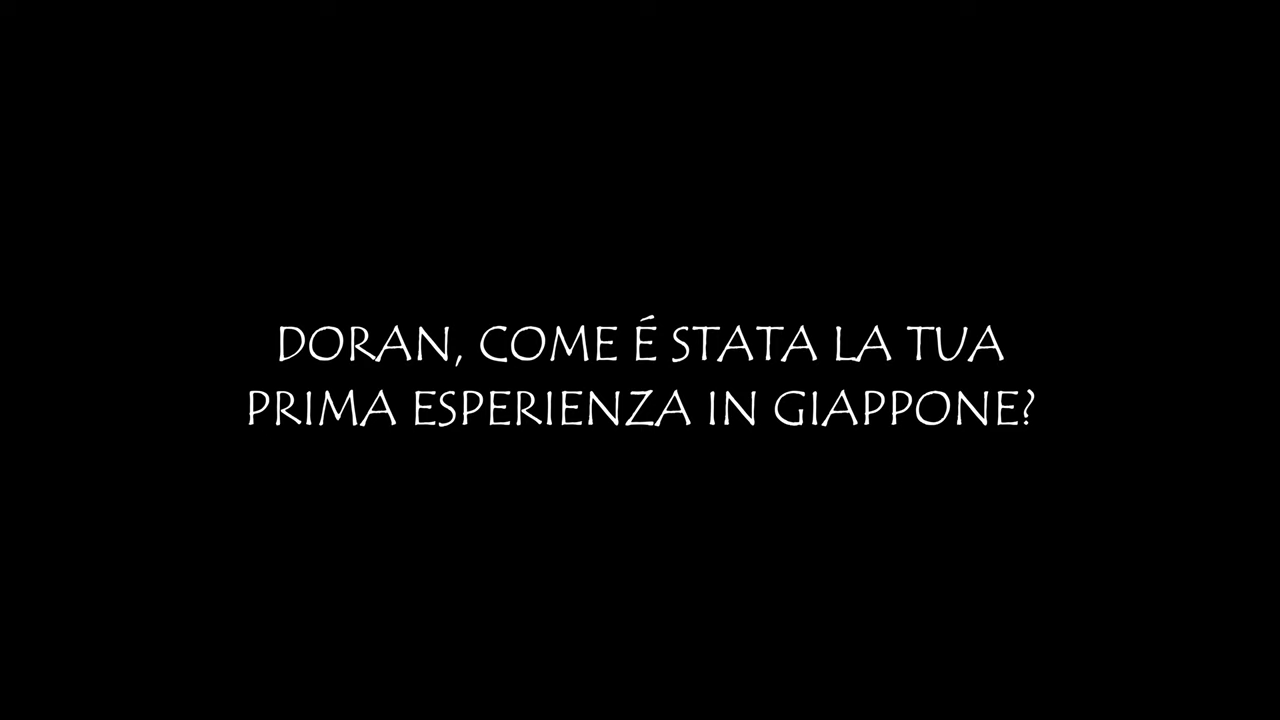 DORAN, COME É STATA LA TUA
PRIMA ESPERIENZA IN GIAPPONE?